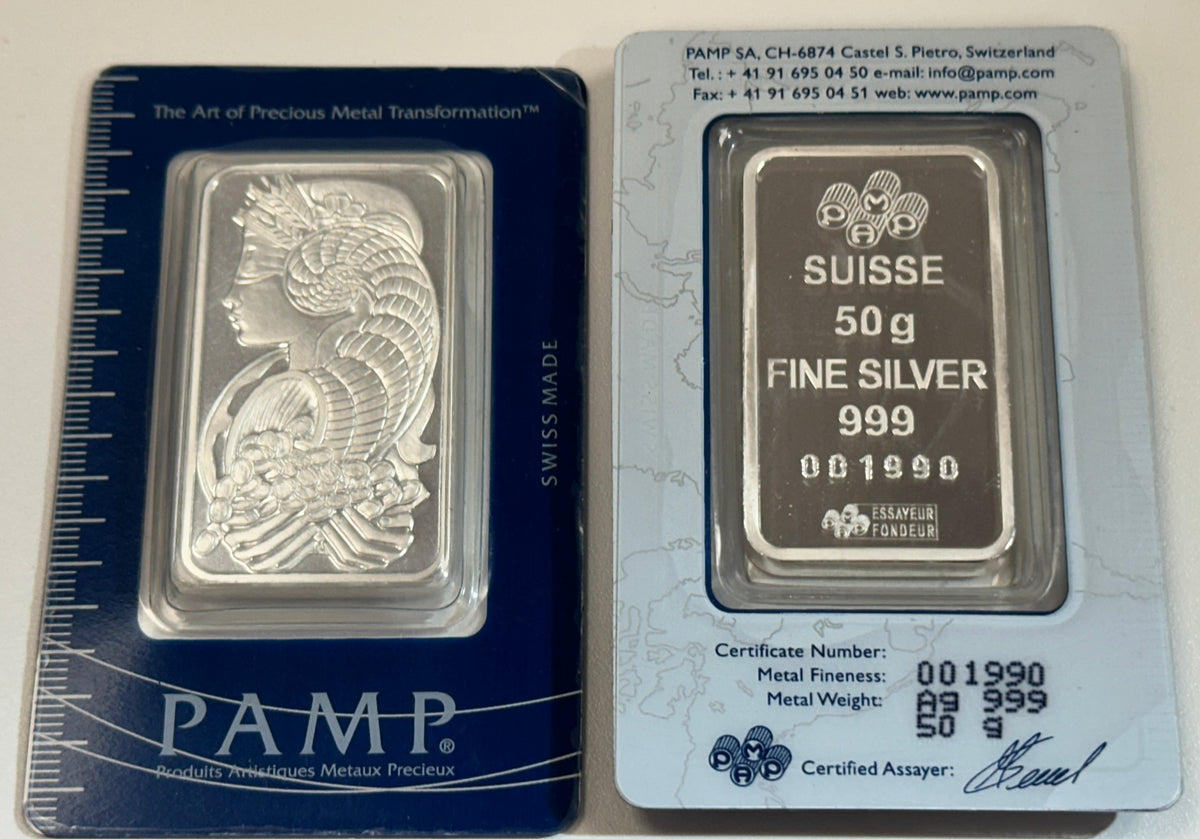 The Art of Precious Metal Transformation™
SWISS MADE
PAMP®
Produits Artistiques Metaux Precieux
PAMP SA, CH-6874 Castel S. Pietro, Switzerland
Tel. : + 41 91 695 04 50 e-mail: info@pamp.com
Fax: + 41 91 695 04 51 web: www.pamp.com
PAMP
SUISSE
50 g
FINE SILVER
999
001990
PAMP ESSAYEUR
FONDEUR
Certificate Number:
Metal Fineness: 001990
Metal Weight: Ag 999
50 g
PAMP Certified Assayer: